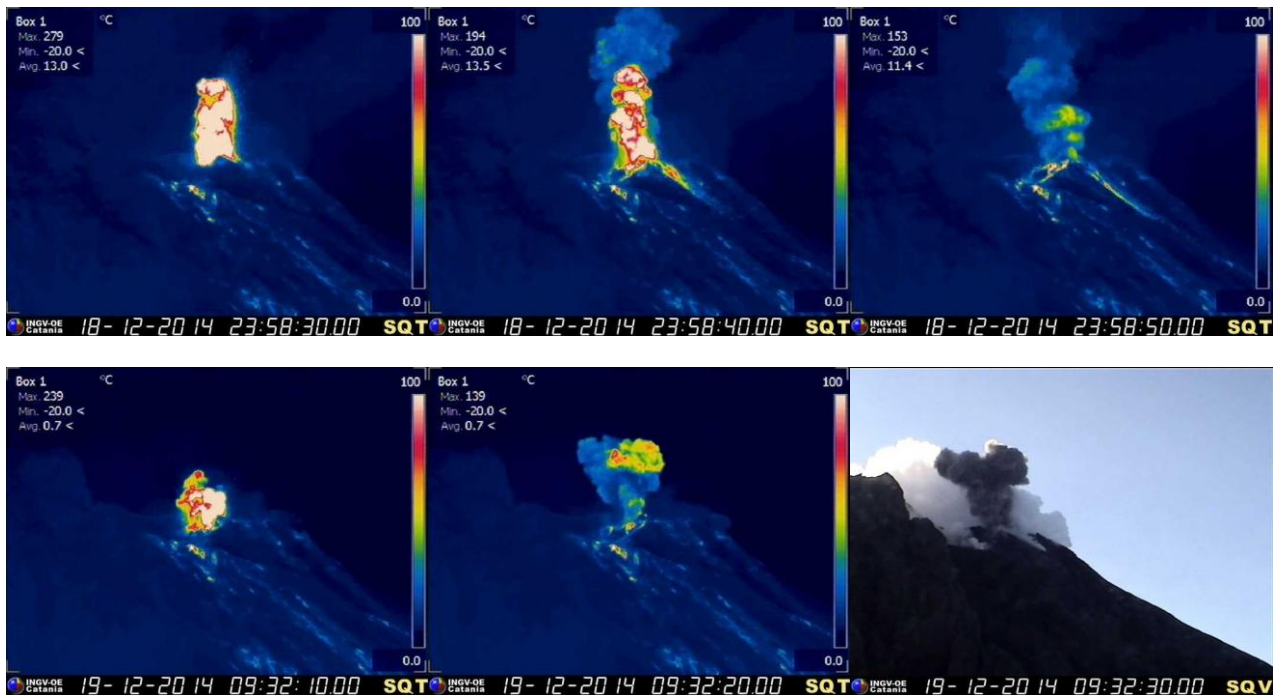 Box 1 °C 100
Max. 279
Min. -20.0 <
Avg. 13.0 <
0.0
INGV-OE Catania 18-12-2014 23:58:30.00 SQT
Box 1 °C 100
Max. 194
Min. -20.0 <
Avg. 13.5 <
0.0
INGV-OE Catania 18-12-2014 23:58:40.00 SQT
Box 1 °C 100
Max. 153
Min. -20.0 <
Avg. 11.4 <
0.0
INGV-OE Catania 18-12-2014 23:58:50.00 SQT
Box 1 °C 100
Max. 239
Min. -20.0 <
Avg. 0.7 <
0.0
INGV-OE Catania 19-12-2014 09:32:10.00 SQT
Box 1 °C 100
Max. 139
Min. -20.0 <
Avg. 0.7 <
0.0
INGV-OE Catania 19-12-2014 09:32:20.00 SQT
INGV-OE Catania 19-12-2014 09:32:30.00 SQV